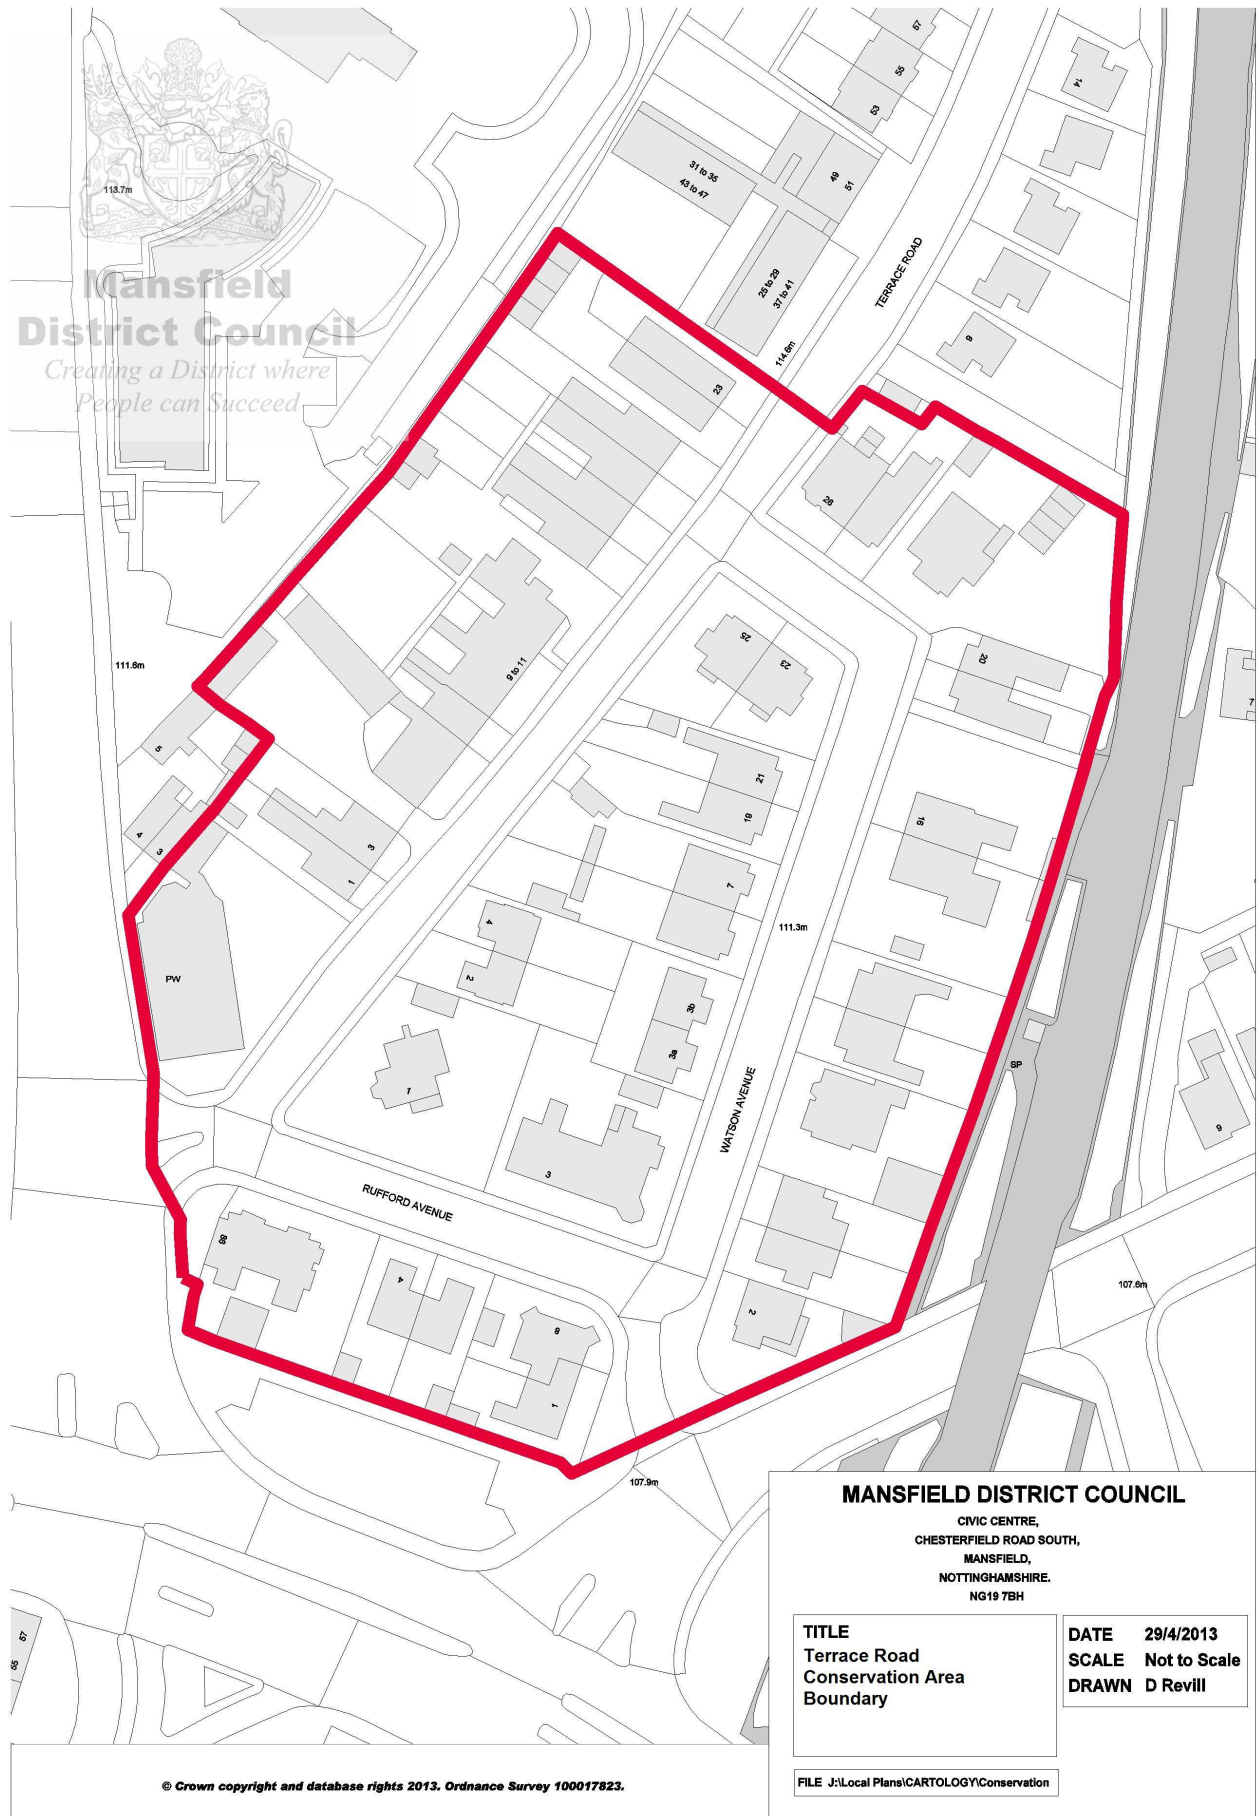 Mansfield
District Council
Creating a District where
People can Succeed
113.7m
57
55
53
14
31 to 35
43 to 47
49
51
25 to 29
37 to 41
TERRACE ROAD
114.6m
23
26
111.6m
9 to 11
25
23
20
7
5
21
19
16
4
3
3
1
7
4
2
111.3m
PW
3b
3a
1
WATSON AVENUE
SP
3
RUFFORD AVENUE
4
8
1
2
107.6m
107.9m
57
55
MANSFIELD DISTRICT COUNCIL
CIVIC CENTRE,
CHESTERFIELD ROAD SOUTH,
MANSFIELD,
NOTTINGHAMSHIRE.
NG19 7BH
TITLE
Terrace Road
Conservation Area
Boundary
DATE 29/4/2013
SCALE Not to Scale
DRAWN D Revill
FILE J:\Local Plans\CARTOLOGY\Conservation
© Crown copyright and database rights 2013. Ordnance Survey 100017823.